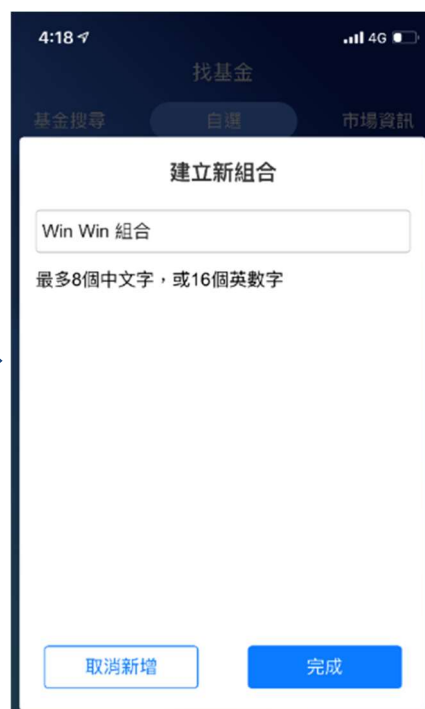 4:18
4G
找基金
基金搜尋 自選 市場資訊
建立新組合
Win Win 組合
最多8個中文字，或16個英數字
取消新增 完成